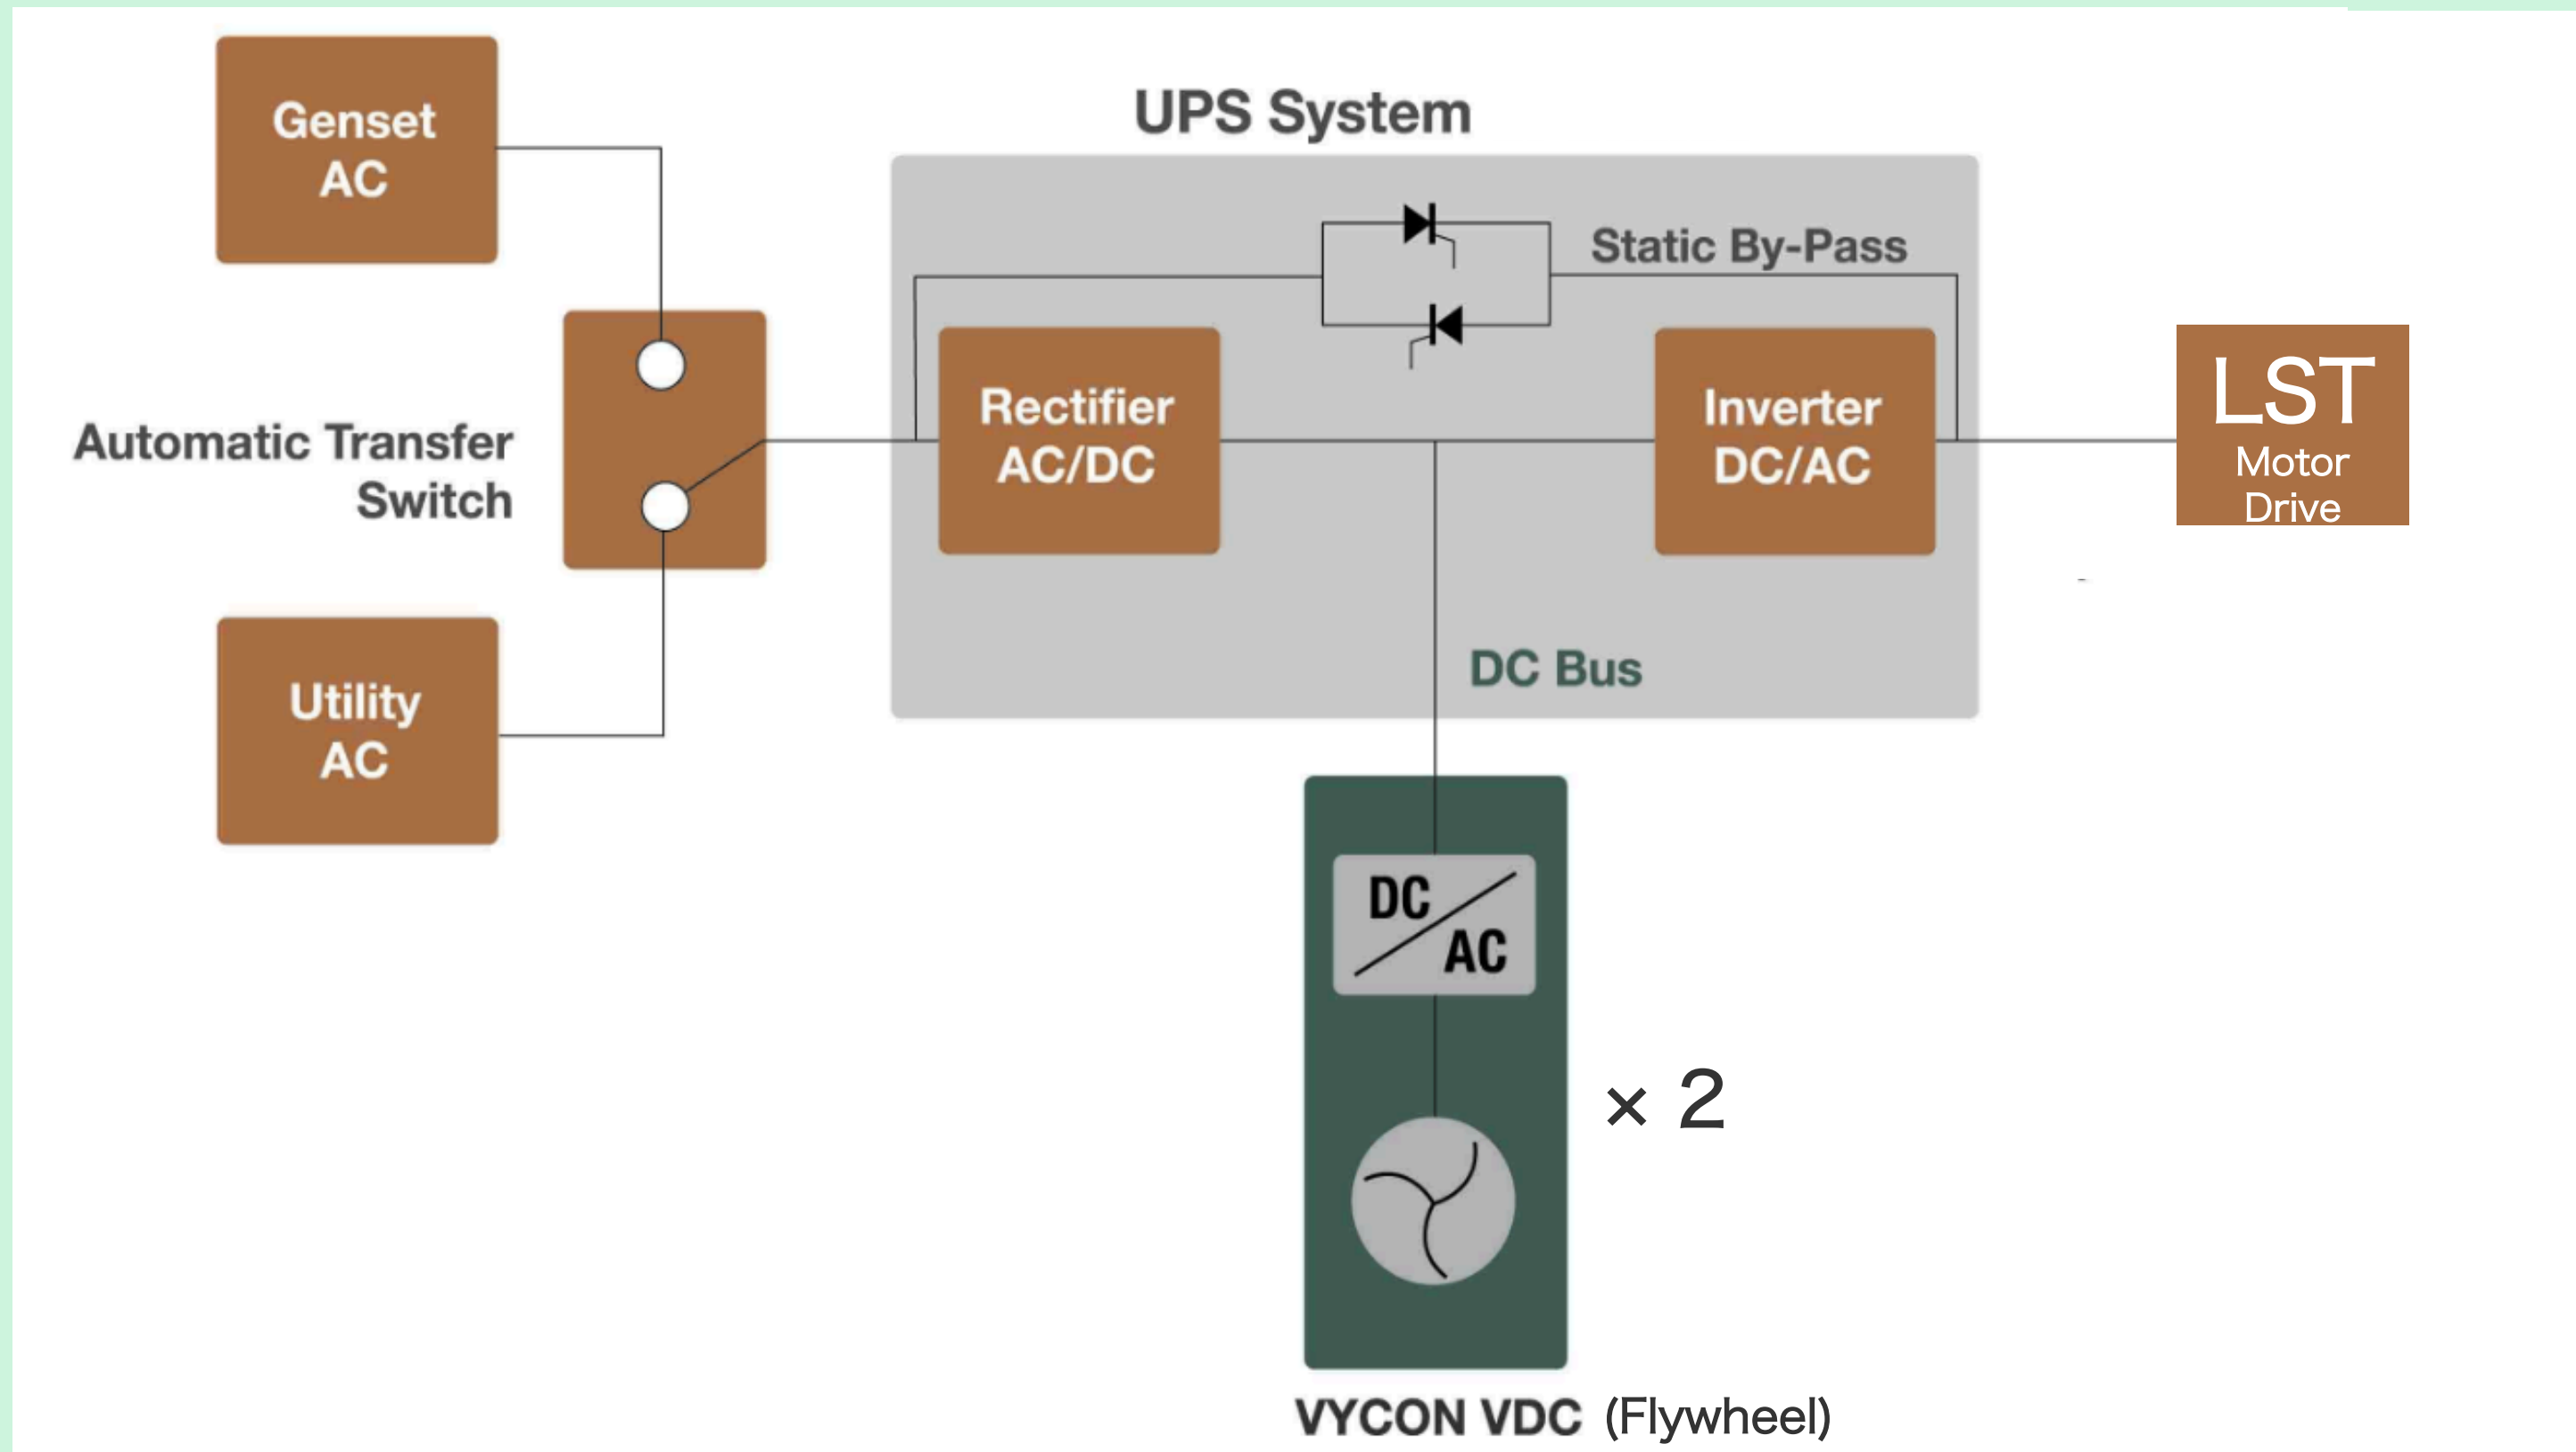 Genset
AC
UPS System
Static By-Pass
Automatic Transfer
Switch
Rectifier
AC/DC
Inverter
DC/AC
LST
Motor
Drive
Utility
AC
DC Bus
DC
AC
× 2
VYCON VDC (Flywheel)